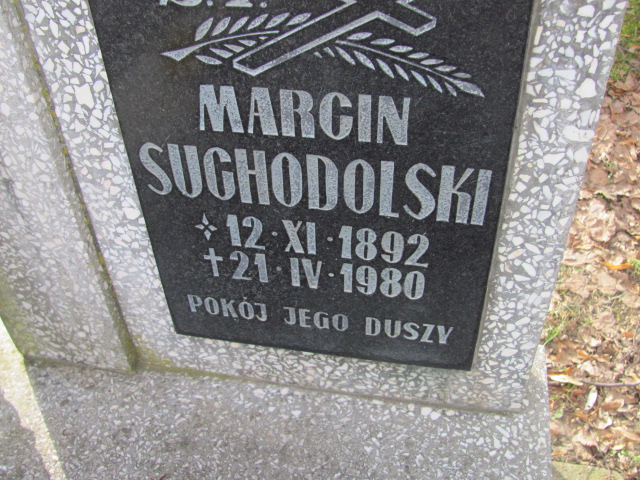 Ś.P.
MARCIN
SUCHODOLSKI
12·XI·1892
† 21·IV·1980
POKÓJ JEGO DUSZY